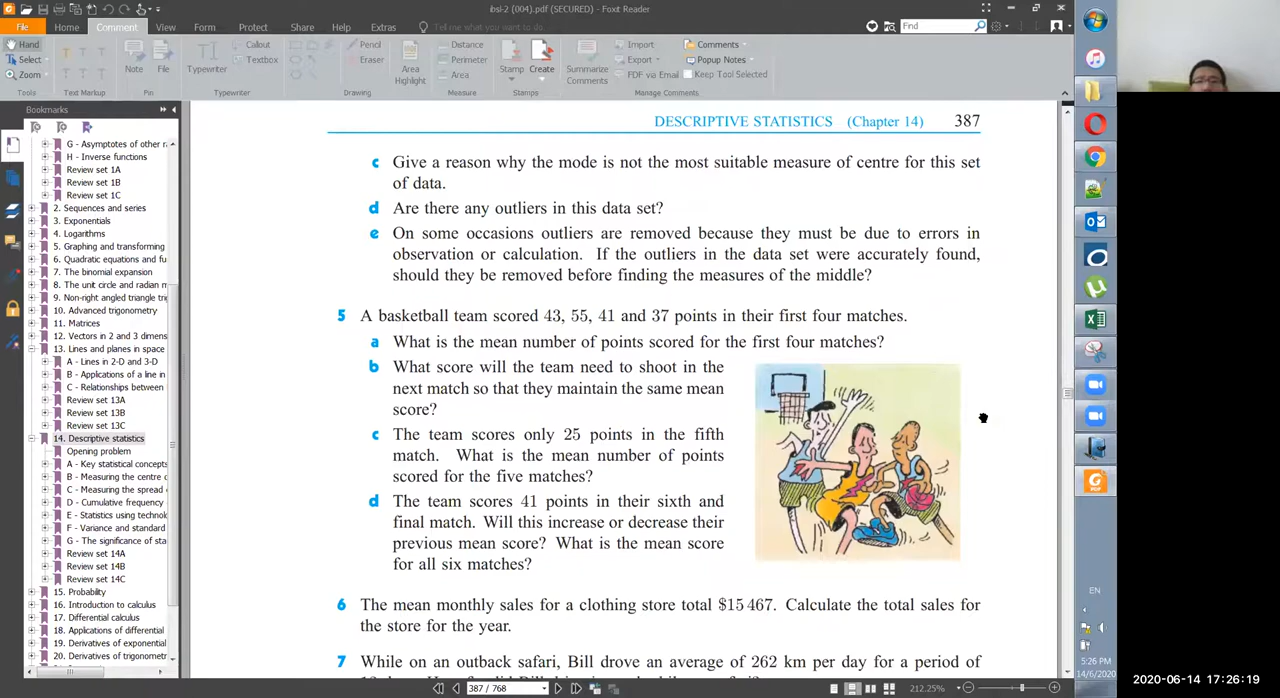 ibsl-2 (004).pdf (SECURED) - Foxit Reader
File Home Comment View Form Protect Share Help Extras Tell me what you want to do... Find
Hand
Select
Zoom
Tools
Text Markup
Note
File
Pin
Typewriter
Callout
Textbox
Typewriter
Pencil
Eraser
Drawing
Area
Highlight
Distance
Perimeter
Area
Measure
Stamp
Create
Stamps
Summarize
Comments
Import
Export
FDF via Email
Comments
Popup Notes
Keep Tool Selected
Manage Comments
Bookmarks
G - Asymptotes of other r
H - Inverse functions
Review set 1A
Review set 1B
Review set 1C
2. Sequences and series
3. Exponentials
4. Logarithms
5. Graphing and transforming
6. Quadratic equations and fu
7. The binomial expansion
8. The unit circle and radian m
9. Non-right angled triangle tri
10. Advanced trigonometry
11. Matrices
12. Vectors in 2 and 3 dimens
13. Lines and planes in space
A - Lines in 2-D and 3-D
B - Applications of a line in
C - Relationships between
Review set 13A
Review set 13B
Review set 13C
14. Descriptive statistics
Opening problem
A - Key statistical concepts
B - Measuring the centre o
C - Measuring the spread
D - Cumulative frequency
E - Statistics using technolo
F - Variance and standard
G - The significance of sta
Review set 14A
Review set 14B
Review set 14C
15. Probability
16. Introduction to calculus
17. Differential calculus
18. Applications of differential
19. Derivatives of exponential
20. Derivatives of trigonometr
DESCRIPTIVE STATISTICS (Chapter 14) 387
c Give a reason why the mode is not the most suitable measure of centre for this set
of data.
d Are there any outliers in this data set?
e On some occasions outliers are removed because they must be due to errors in
observation or calculation. If the outliers in the data set were accurately found,
should they be removed before finding the measures of the middle?
5 A basketball team scored 43, 55, 41 and 37 points in their first four matches.
a What is the mean number of points scored for the first four matches?
b What score will the team need to shoot in the
next match so that they maintain the same mean
score?
c The team scores only 25 points in the fifth
match. What is the mean number of points
scored for the five matches?
d The team scores 41 points in their sixth and
final match. Will this increase or decrease their
previous mean score? What is the mean score
for all six matches?
6 The mean monthly sales for a clothing store total $15 467. Calculate the total sales for
the store for the year.
7 While on an outback safari, Bill drove an average of 262 km per day for a period of
387 / 768
212.25%
EN
5:26 PM
14/6/2020
2020-06-14 17:26:19